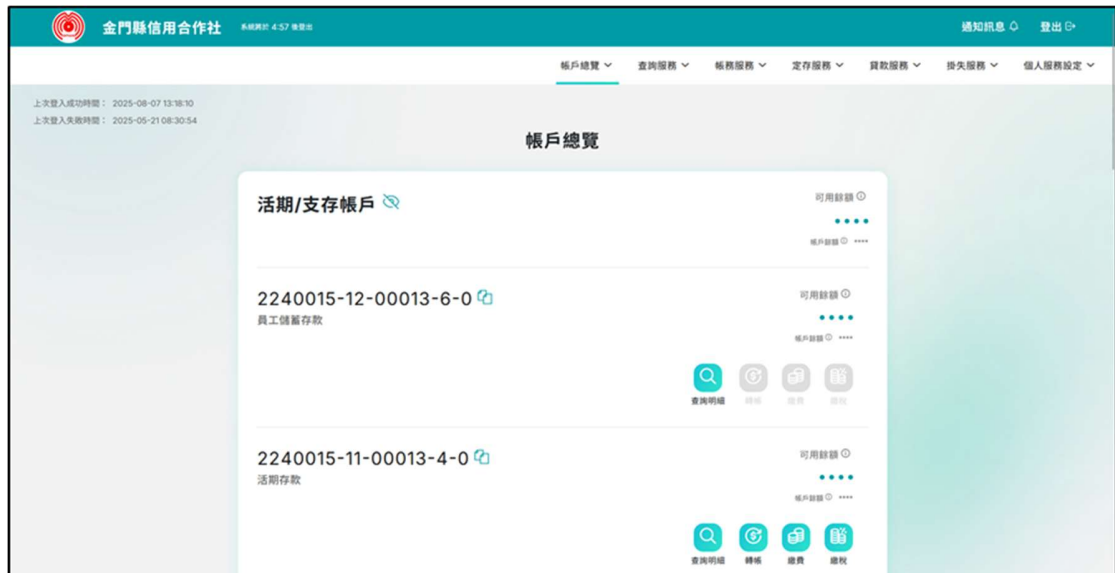 金門縣信用合作社 系統將於 4:57 後登出 通知訊息 登出
帳戶總覽 查詢服務 帳務服務 定存服務 貸款服務 掛失服務 個人服務設定
上次登入成功時間： 2025-08-07 13:18:10
上次登入失敗時間： 2025-05-21 08:30:54
帳戶總覽
活期/支存帳戶 可用餘額
••••
帳戶餘額 ••••
2240015-12-00013-6-0 可用餘額
員工儲蓄存款 ••••
帳戶餘額 ••••
查詢明細 轉帳 繳費 繳稅
2240015-11-00013-4-0 可用餘額
活期存款 ••••
帳戶餘額 ••••
查詢明細 轉帳 繳費 繳稅